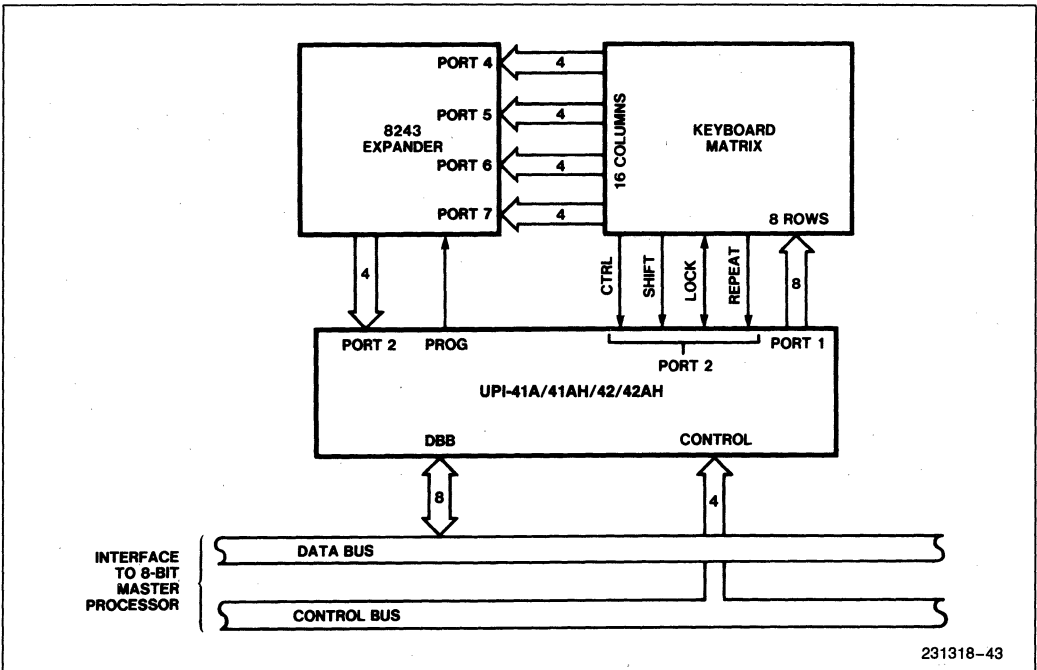 PORT 4
4
PORT 5
4
8243
EXPANDER
PORT 6
4
PORT 7
4
16 COLUMNS
KEYBOARD
MATRIX
8 ROWS
4
CTRL
SHIFT
LOCK
REPEAT
8
PORT 2
PROG
PORT 2
PORT 1
UPI-41A/41AH/42/42AH
DBB
CONTROL
8
4
INTERFACE
TO 8-BIT
MASTER
PROCESSOR
DATA BUS
CONTROL BUS
231318-43